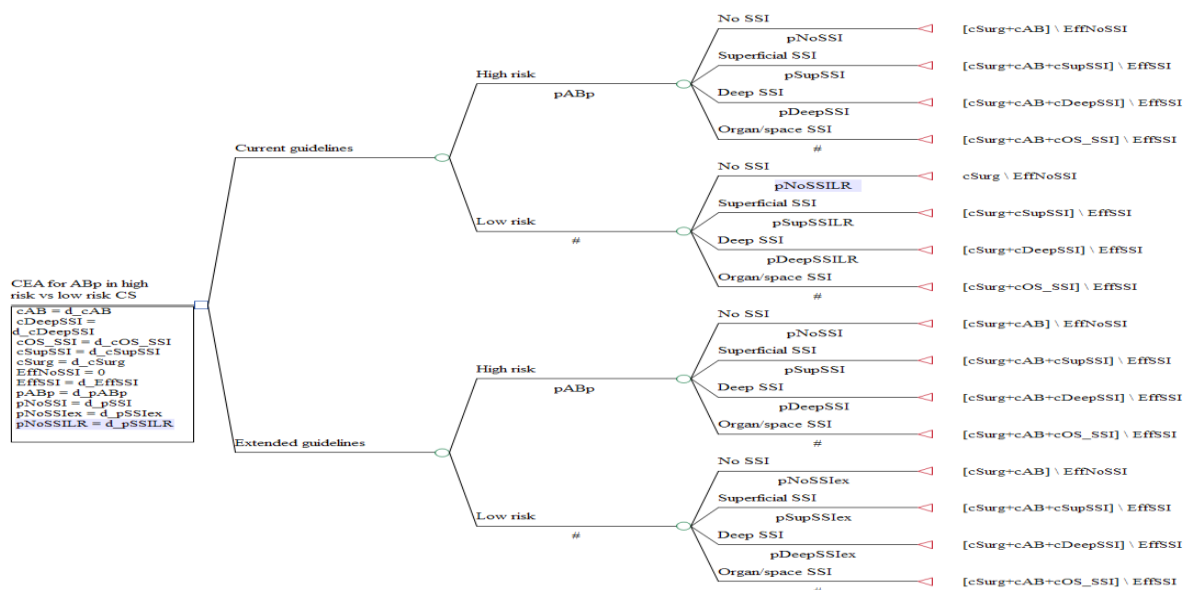 No SSI
pNoSSI
[cSurg+cAB] \ EffNoSSI
Superficial SSI
pSupSSI
[cSurg+cAB+cSupSSI] \ EffSSI
High risk
pABp
Deep SSI
pDeepSSI
[cSurg+cAB+cDeepSSI] \ EffSSI
Organ/space SSI
#
[cSurg+cAB+cOS_SSI] \ EffSSI
Current guidelines
No SSI
pNoSSILR
cSurg \ EffNoSSI
Superficial SSI
pSupSSILR
[cSurg+cSupSSI] \ EffSSI
Low risk
#
Deep SSI
pDeepSSILR
[cSurg+cDeepSSI] \ EffSSI
Organ/space SSI
#
[cSurg+cOS_SSI] \ EffSSI
CEA for ABp in high
risk vs low risk CS
cAB = d_cAB
cDeepSSI =
d_cDeepSSI
cOS_SSI = d_cOS_SSI
cSupSSI = d_cSupSSI
cSurg = d_cSurg
EffNoSSI = 0
EffSSI = d_EffSSI
pABp = d_pABp
pNoSSI = d_pSSI
pNoSSIex = d_pSSIex
pNoSSILR = d_pSSILR
No SSI
pNoSSI
[cSurg+cAB] \ EffNoSSI
Superficial SSI
pSupSSI
[cSurg+cAB+cSupSSI] \ EffSSI
High risk
pABp
Deep SSI
pDeepSSI
[cSurg+cAB+cDeepSSI] \ EffSSI
Organ/space SSI
#
[cSurg+cAB+cOS_SSI] \ EffSSI
Extended guidelines
No SSI
pNoSSIex
[cSurg+cAB] \ EffNoSSI
Superficial SSI
pSupSSIex
[cSurg+cAB+cSupSSI] \ EffSSI
Low risk
#
Deep SSI
pDeepSSIex
[cSurg+cAB+cDeepSSI] \ EffSSI
Organ/space SSI
#
[cSurg+cAB+cOS_SSI] \ EffSSI